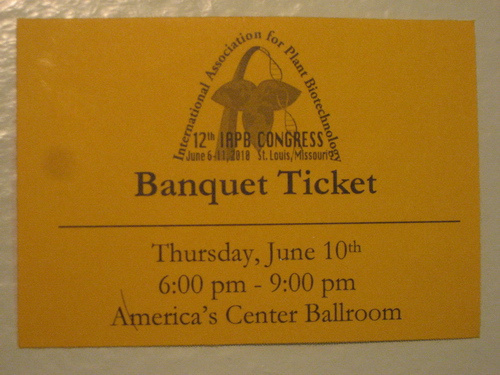 International Association for Plant Biotechnology
12th IAPB CONGRESS
June 6-11, 2010 St. Louis, Missouri
Banquet Ticket
Thursday, June 10th
6:00 pm - 9:00 pm
America's Center Ballroom